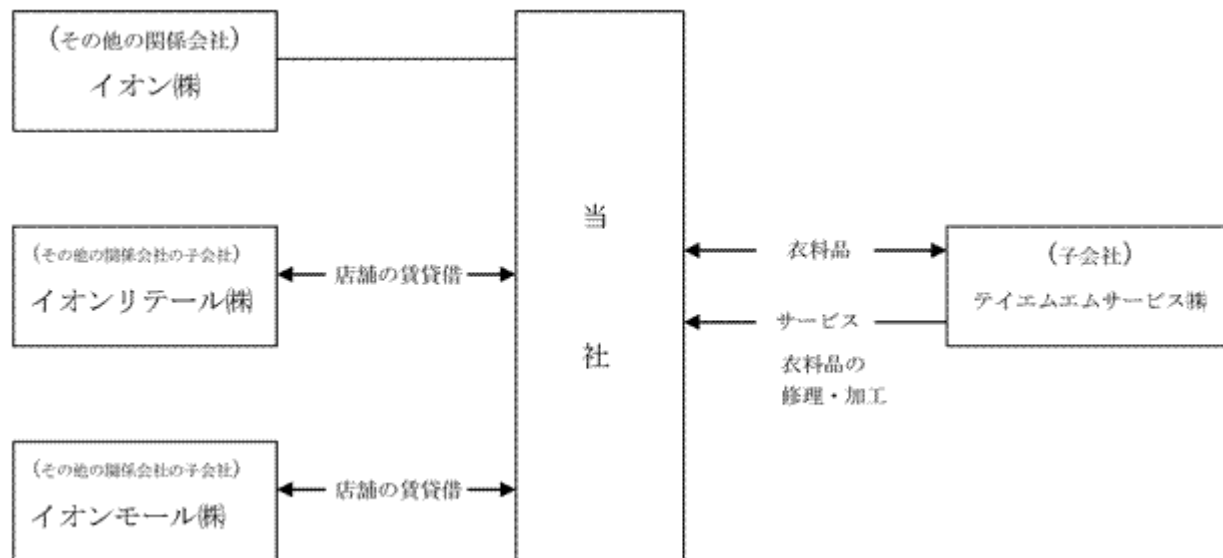 (その他の関係会社)
イオン㈱
(その他の関係会社の子会社)
イオンリテール㈱
店舗の賃貸借
(その他の関係会社の子会社)
イオンモール㈱
店舗の賃貸借
当
社
衣料品
サービス
衣料品の
修理・加工
(子会社)
テイエムエムサービス㈱